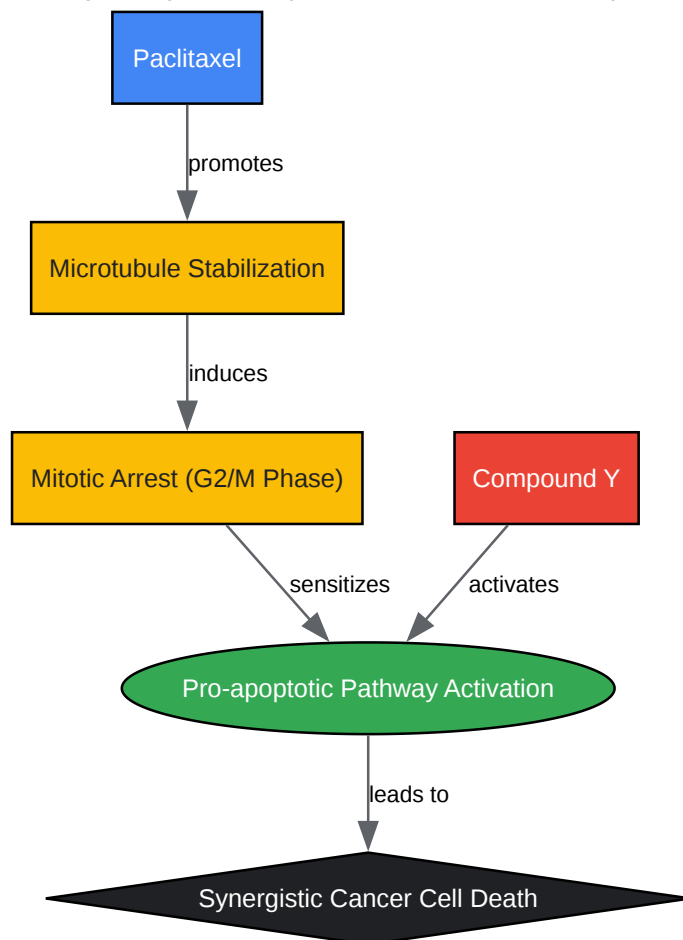 Paclitaxel
promotes
Microtubule Stabilization
induces
Mitotic Arrest (G2/M Phase)
Compound Y
sensitizes
activates
Pro-apoptotic Pathway Activation
leads to
Synergistic Cancer Cell Death